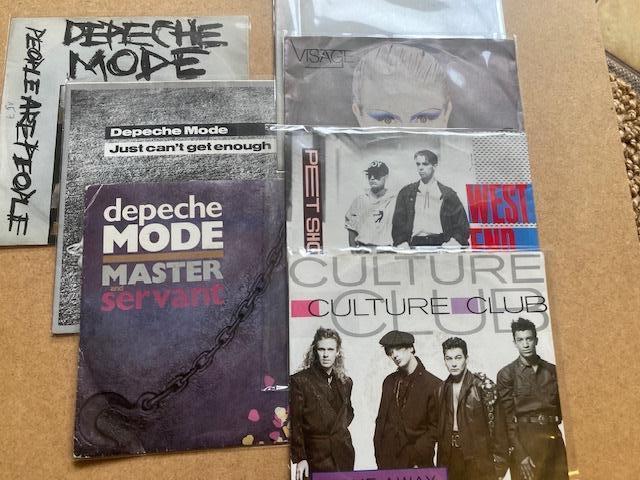 DEPECHE
MODE
PEOPLE ARE PEOPLE
Depeche Mode
Just can't get enough
depeche
MODE
MASTER
and
servant
VISAGE
PET SHO
WEST
END
CULTURE
CULTURE CLUB
CLUB
AWAY